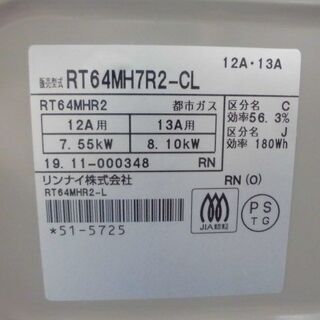 12A・13A
販売型式 RT64MH7R2-CL
RT64MHR2 都市ガス
12A用 13A用
7.55kW 8.10kW
区分名 C
効率56.3%
区分名 J
効率 180Wh
19.11-000348 RN
リンナイ株式会社 RN(O)
RT64MHR2-L
JIA認証
PS
TG
*51-5725